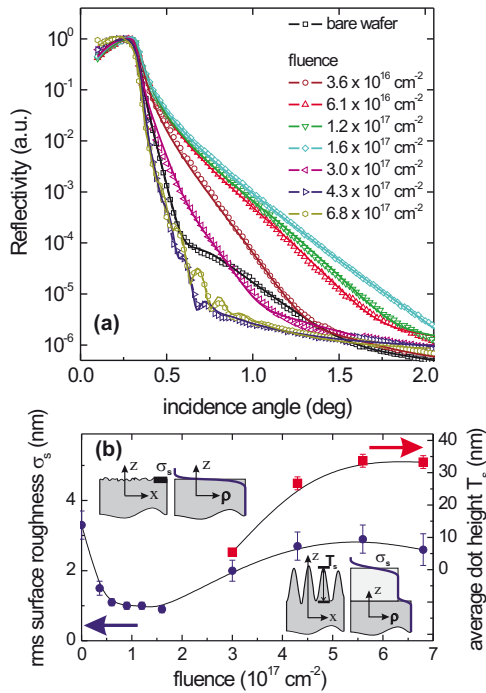 bare wafer
fluence
3.6 x 10^16 cm^-2
6.1 x 10^16 cm^-2
1.2 x 10^17 cm^-2
1.6 x 10^17 cm^-2
3.0 x 10^17 cm^-2
4.3 x 10^17 cm^-2
6.8 x 10^17 cm^-2
10^0
10^-1
10^-2
10^-3
10^-4
10^-5
10^-6
Reflectivity (a.u.)
(a)
0.0 0.5 1.0 1.5 2.0
incidence angle (deg)
(b)
z σ_s x
z ρ
z T_s x
σ_s z ρ
rms surface roughness σ_s (nm)
4
2
0
average dot height T_s (nm)
40
30
20
10
0
0 1 2 3 4 5 6 7
fluence (10^17 cm^-2)